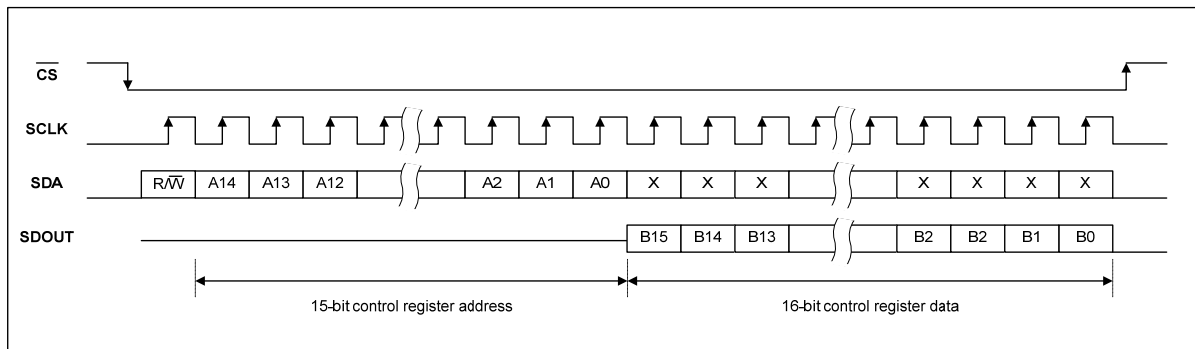 CS
SCLK
SDA R/W A14 A13 A12 A2 A1 A0 X X X X X X X
SDOUT B15 B14 B13 B2 B2 B1 B0
15-bit control register address 16-bit control register data